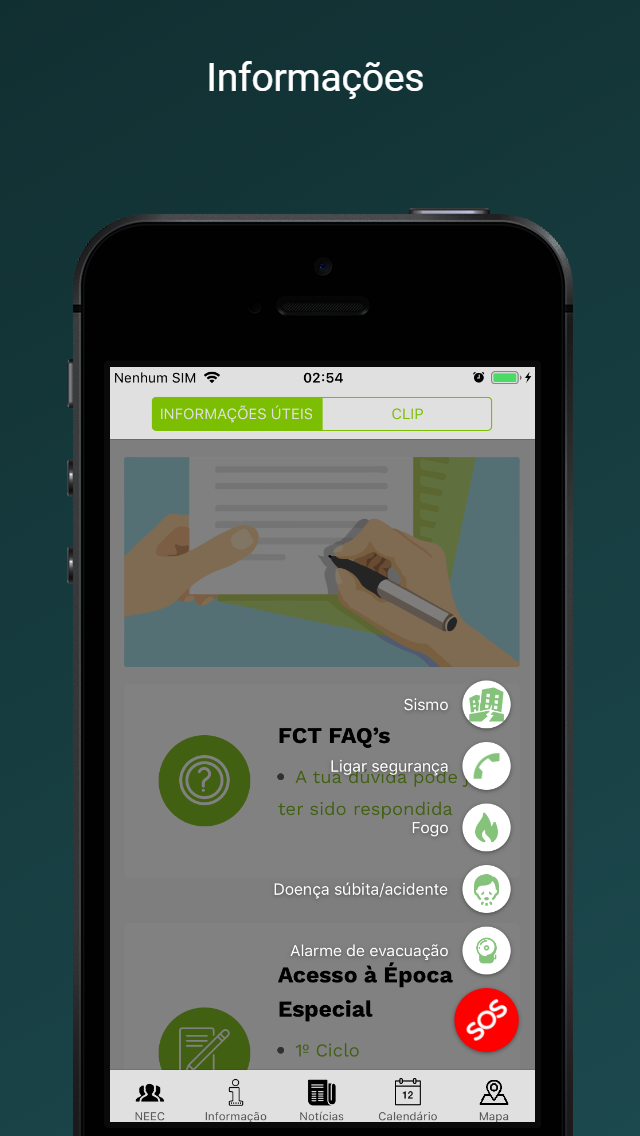 Informações
Nenhum SIM
02:54
INFORMAÇÕES ÚTEIS
CLIP
Sismo
FCT FAQ's
Ligar segurança
• A tua dúvida pode j
ter sido respondida
Fogo
Doença súbita/acidente
Alarme de evacuação
Acesso à Época
Especial
SOS
• 1º Ciclo
12
NEEC
Informação
Notícias
Calendário
Mapa